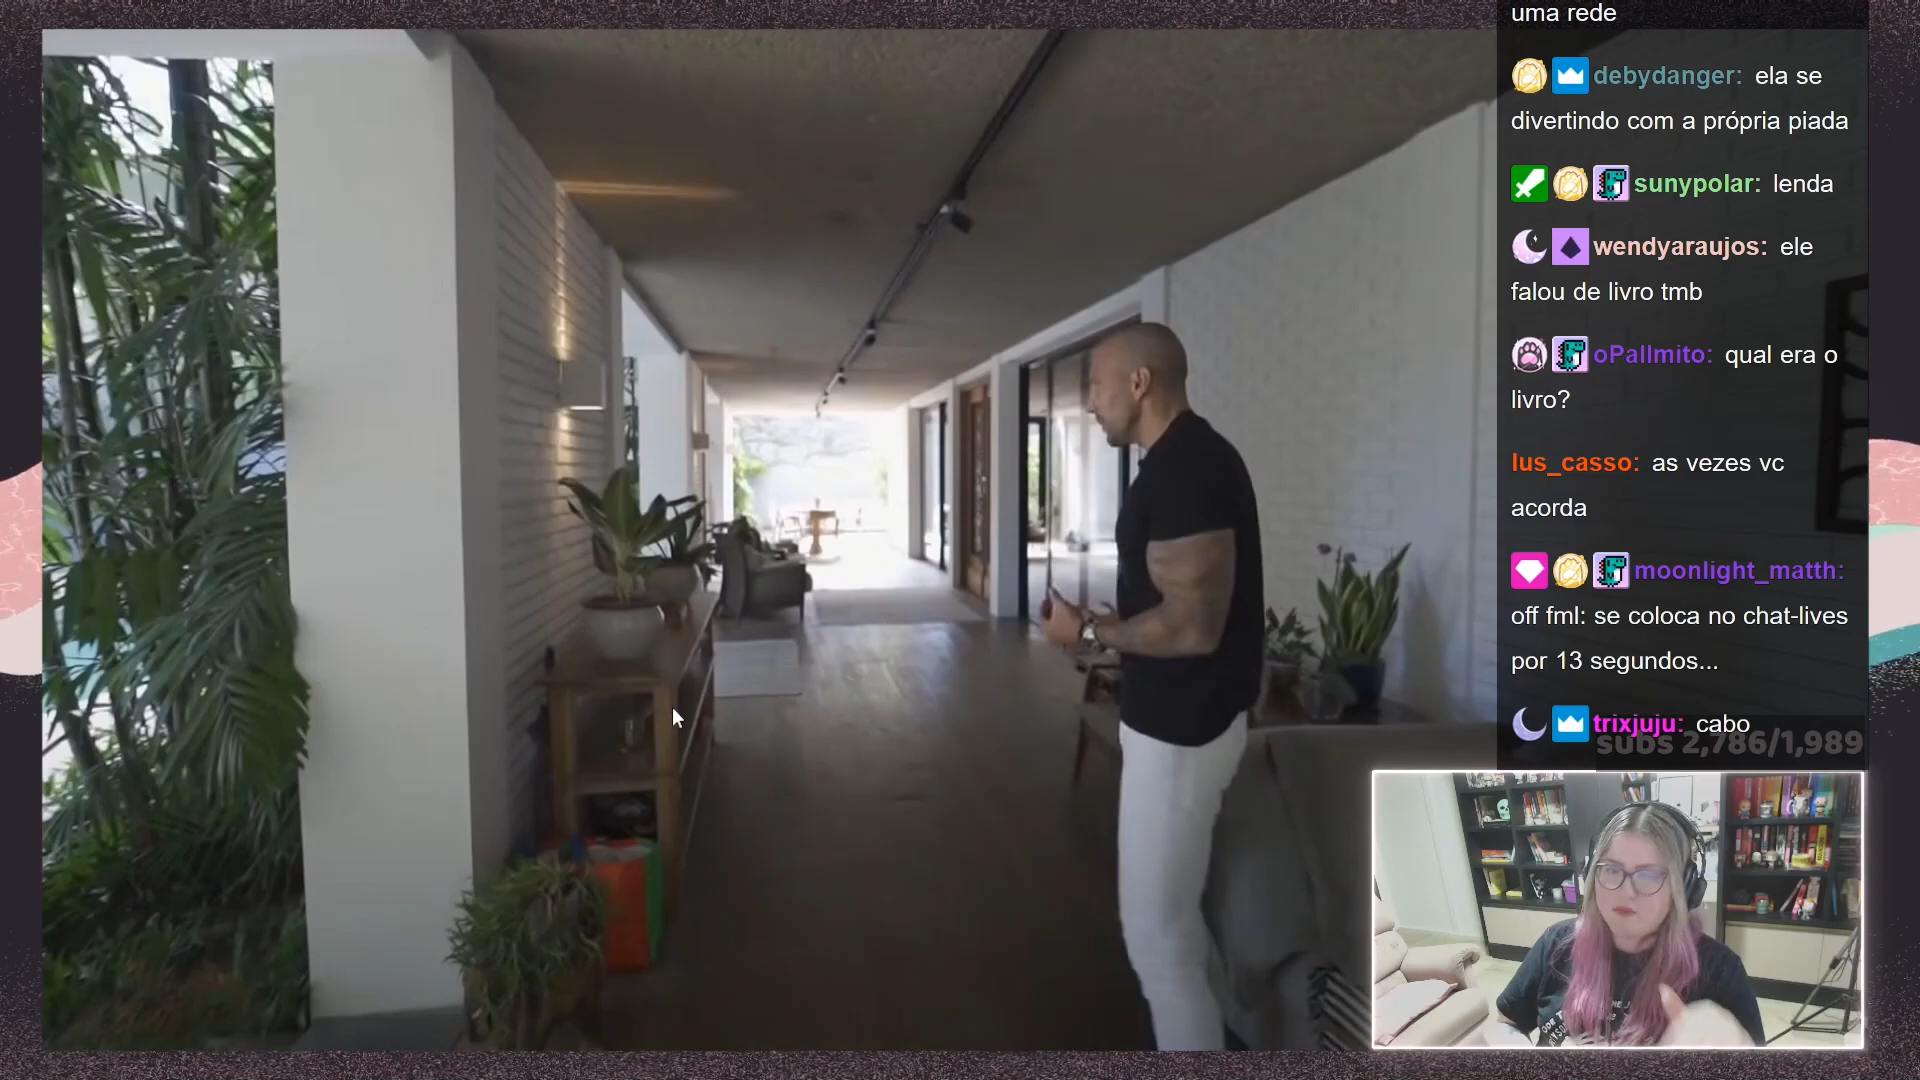 uma rede
debydanger: ela se
divertindo com a própria piada
sunypolar: lenda
wendyaraujos: ele
falou de livro tmb
oPallmito: qual era o
livro?
lus_casso: as vezes vc
acorda
moonlight_matth:
off fml: se coloca no chat-lives
por 13 segundos...
trixjuju: cabo
subs 2,786/1,989